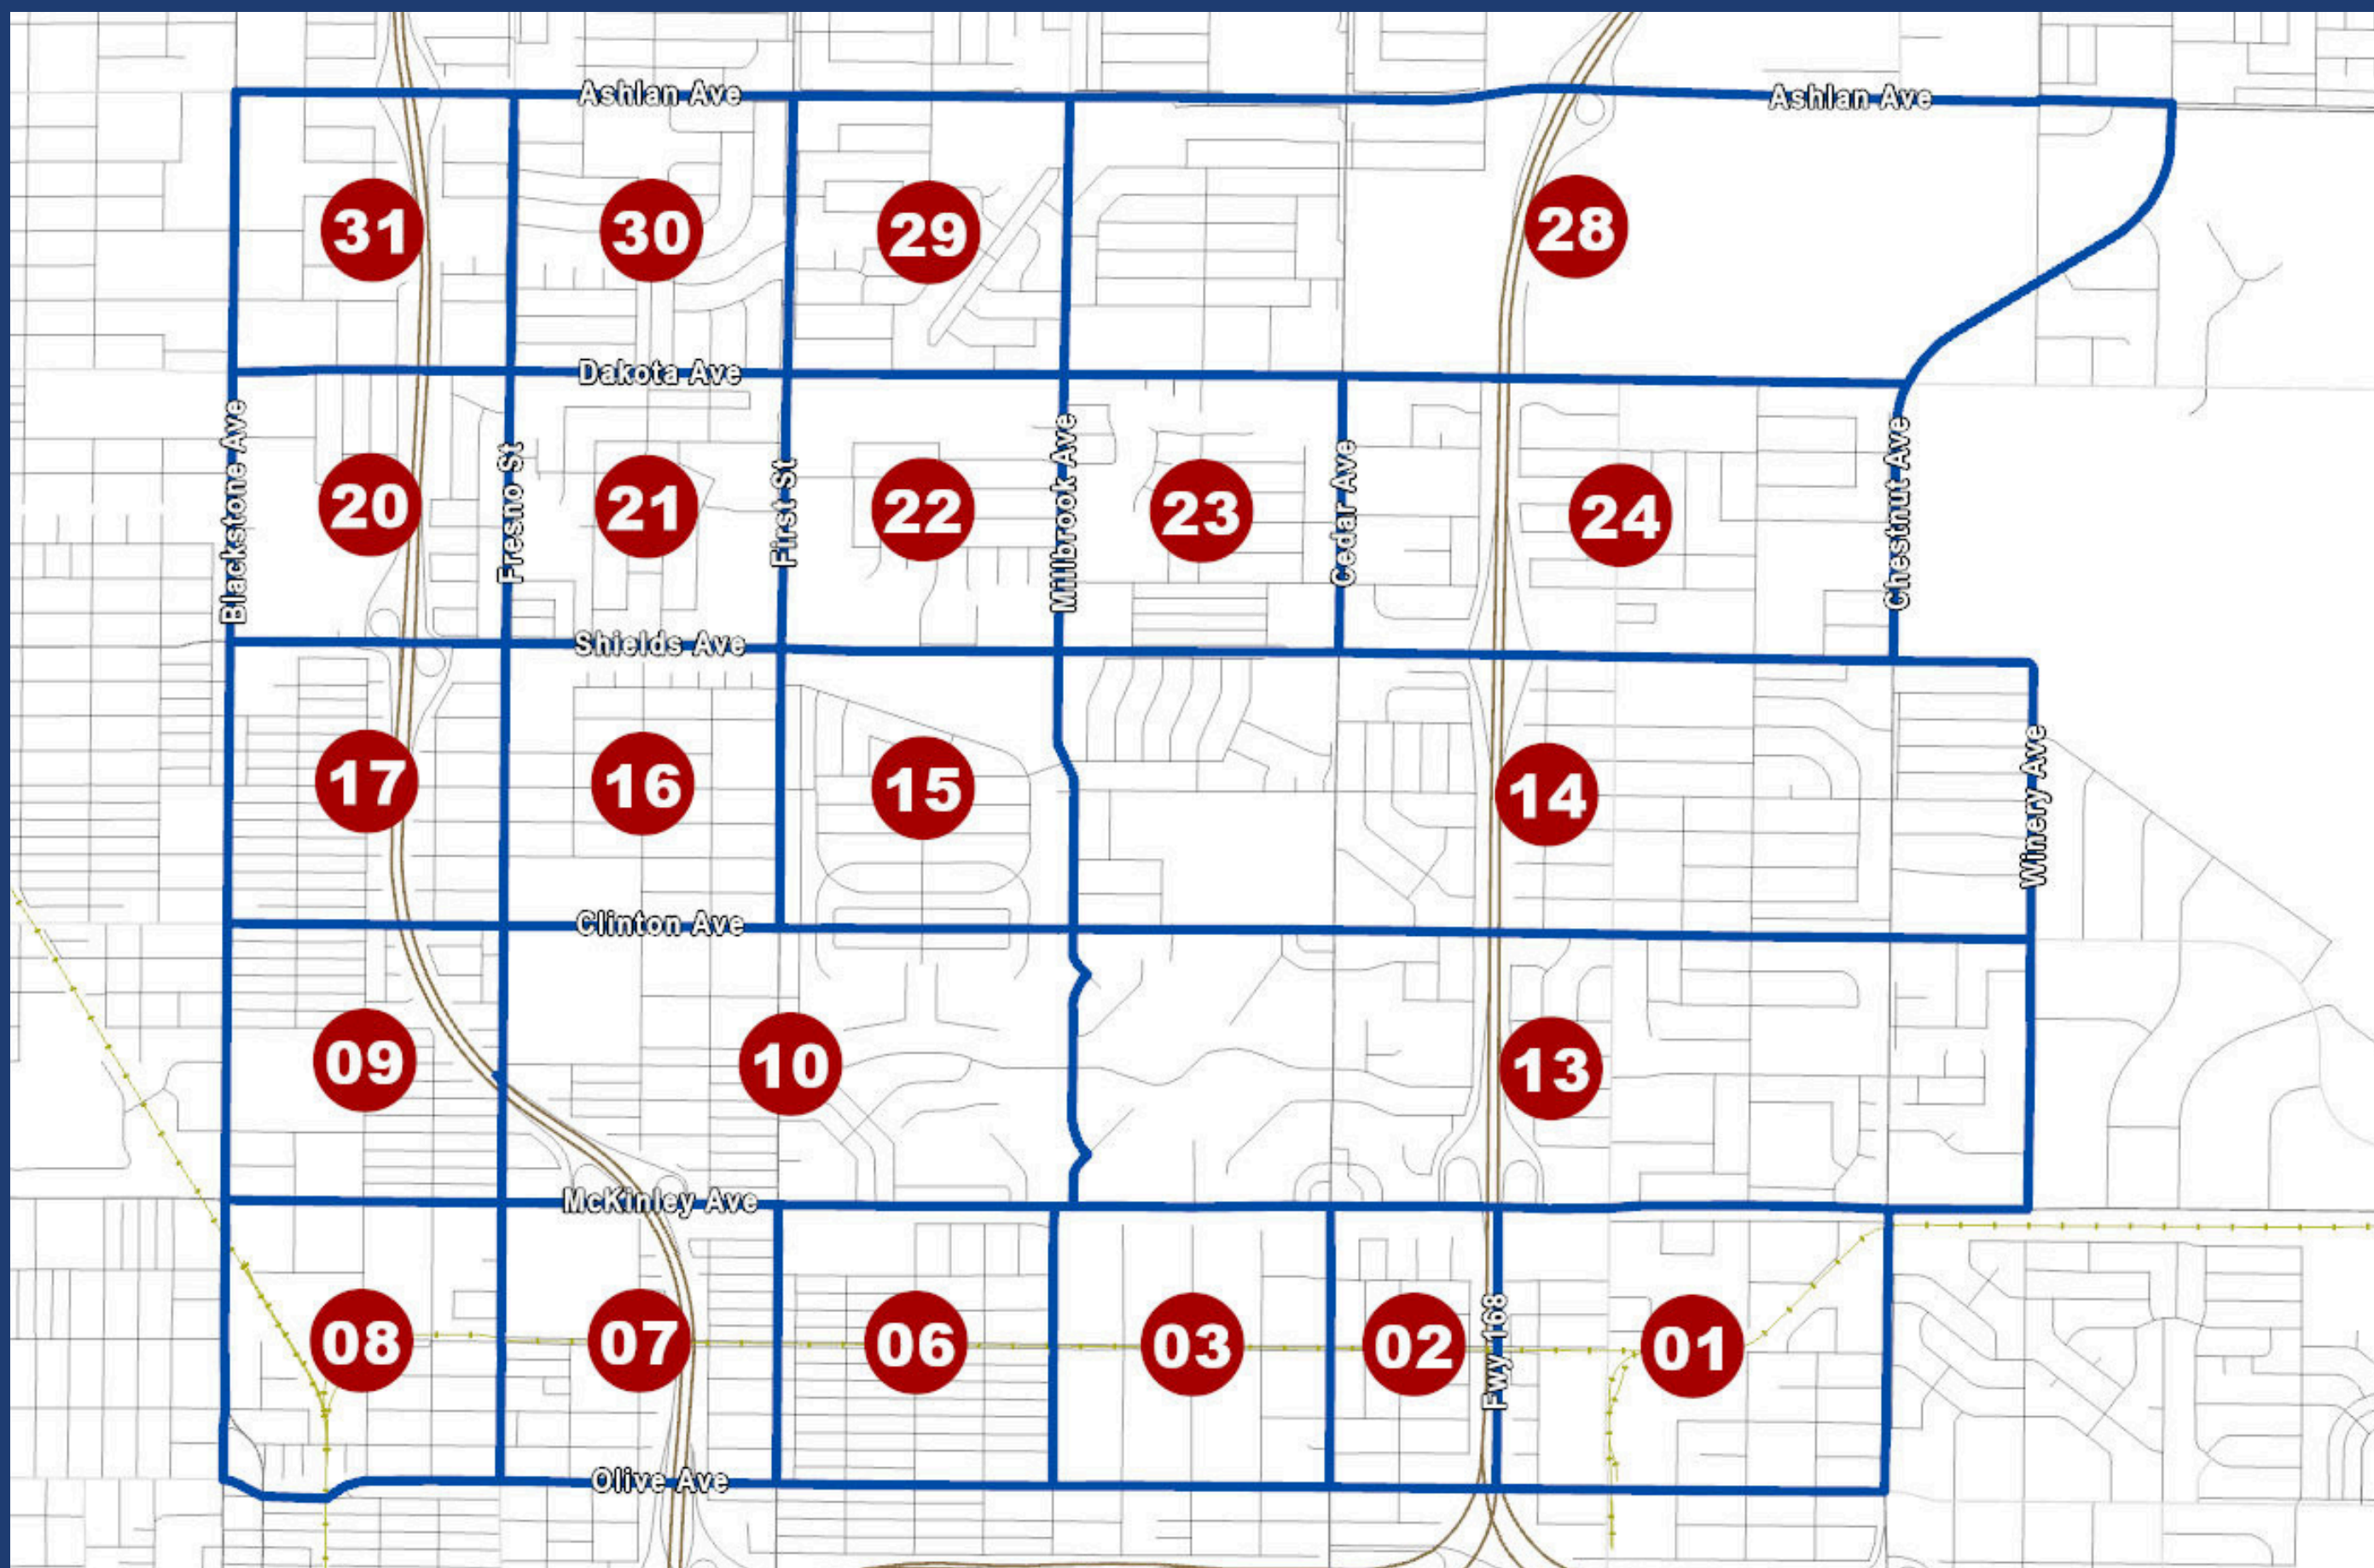 Ashlan Ave
Ashlan Ave
31
30
29
28
Dakota Ave
Blackstone Ave
Fresno St
First St
Millbrook Ave
Cedar Ave
Chestnut Ave
20
21
22
23
24
Shields Ave
17
16
15
14
Winery Ave
Clinton Ave
09
10
13
McKinley Ave
08
07
06
03
02
Fwy 168
01
Olive Ave